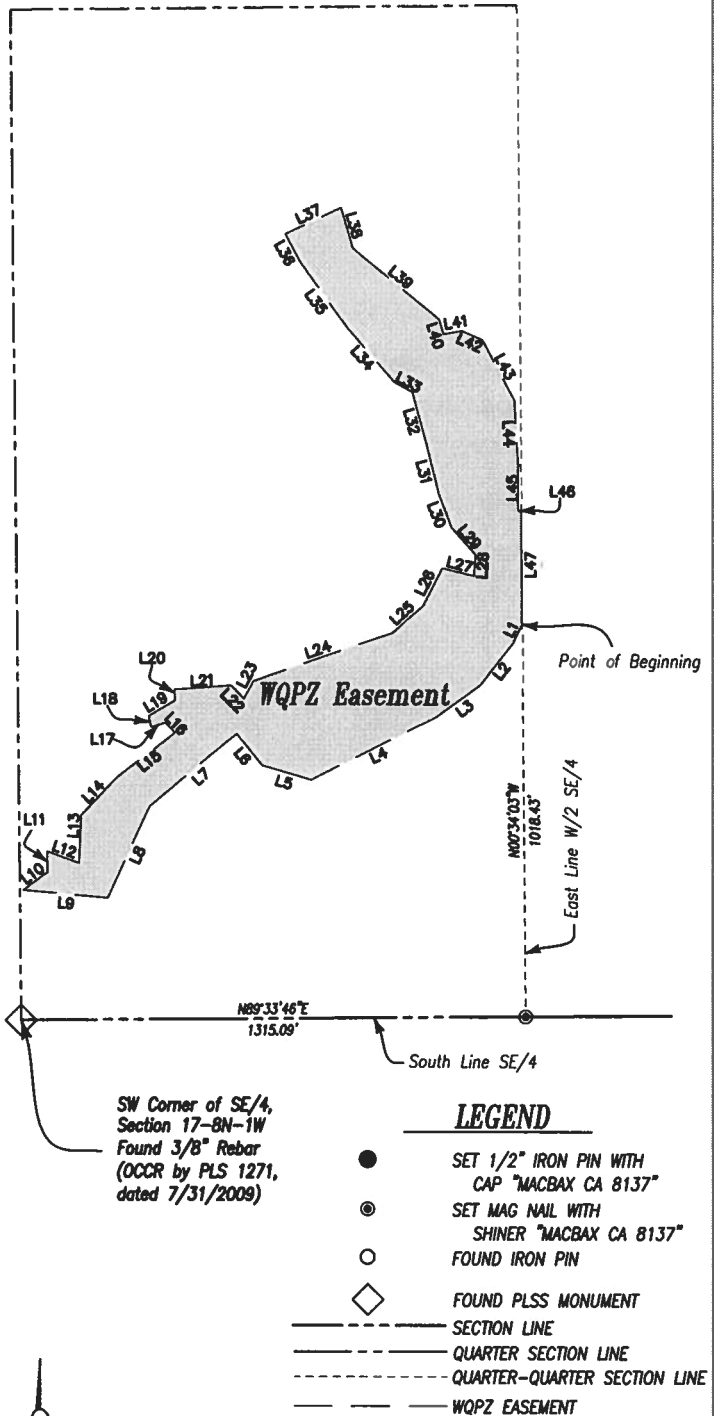 L37
L38
L36
L39
L35
L41
L40
L42
L34
L43
L33
L32
L44
L31
L45
L46
L30
L29
L28
L47
L27
L26
L1
L25
Point of Beginning
L24
L2
L20
L23
L21
L22
WQPZ Easement
L3
L18
L19
L16
L17
L6
L4
L15
L5
L7
L14
L11
L13
L12
L8
L10
L9
N00°34'03"W
1018.43'
East Line W/2 SE/4
N89°33'46"E
1315.09'
South Line SE/4
SW Corner of SE/4,
Section 17-8N-1W
Found 3/8" Rebar
(OCCR by PLS 1271,
dated 7/31/2009)
LEGEND
SET 1/2" IRON PIN WITH
CAP "MACBAX CA 8137"
SET MAG NAIL WITH
SHINER "MACBAX CA 8137"
FOUND IRON PIN
FOUND PLSS MONUMENT
SECTION LINE
QUARTER SECTION LINE
QUARTER-QUARTER SECTION LINE
WQPZ EASEMENT